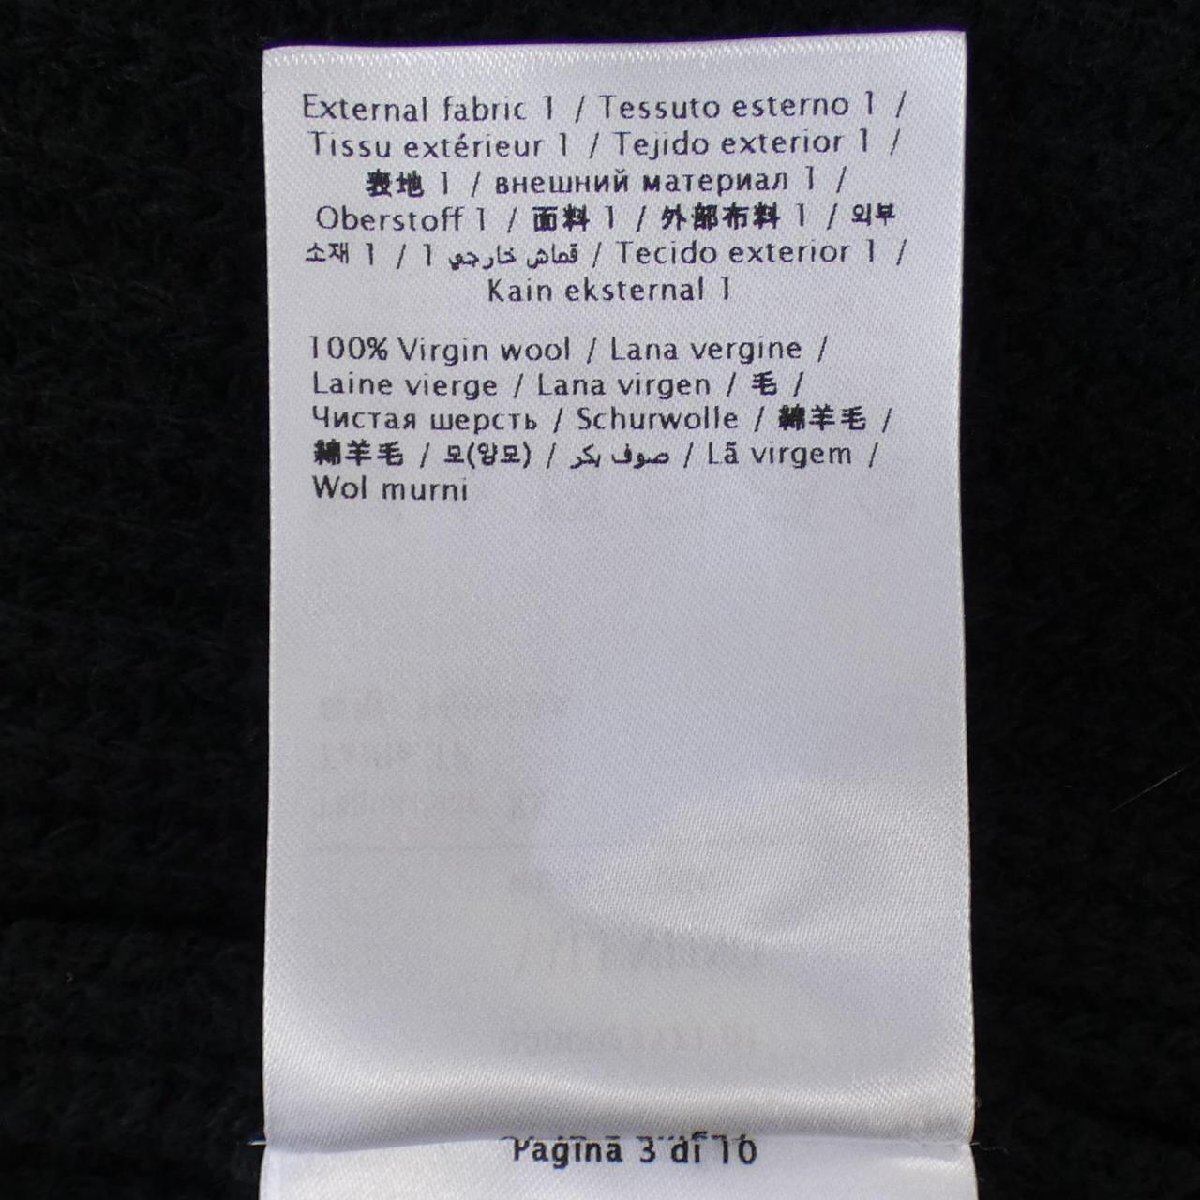 External fabric 1 / Tessuto esterno 1 /
Tissu extérieur 1 / Tejido exterior 1 /
表地 1 / внешний материал 1 /
Oberstoff 1 / 面料 1 / 外部布料 1 / 외부
소재 1 / 1 قماش خارجي / Tecido exterior 1 /
Kain eksternal 1
100% Virgin wool / Lana vergine /
Laine vierge / Lana virgen / 毛 /
Чистая шерсть / Schurwolle / 綿羊毛 /
綿羊毛 / 모(양모) / صوف بكر / Lã virgem /
Wol murni
Pagina 3 di 10